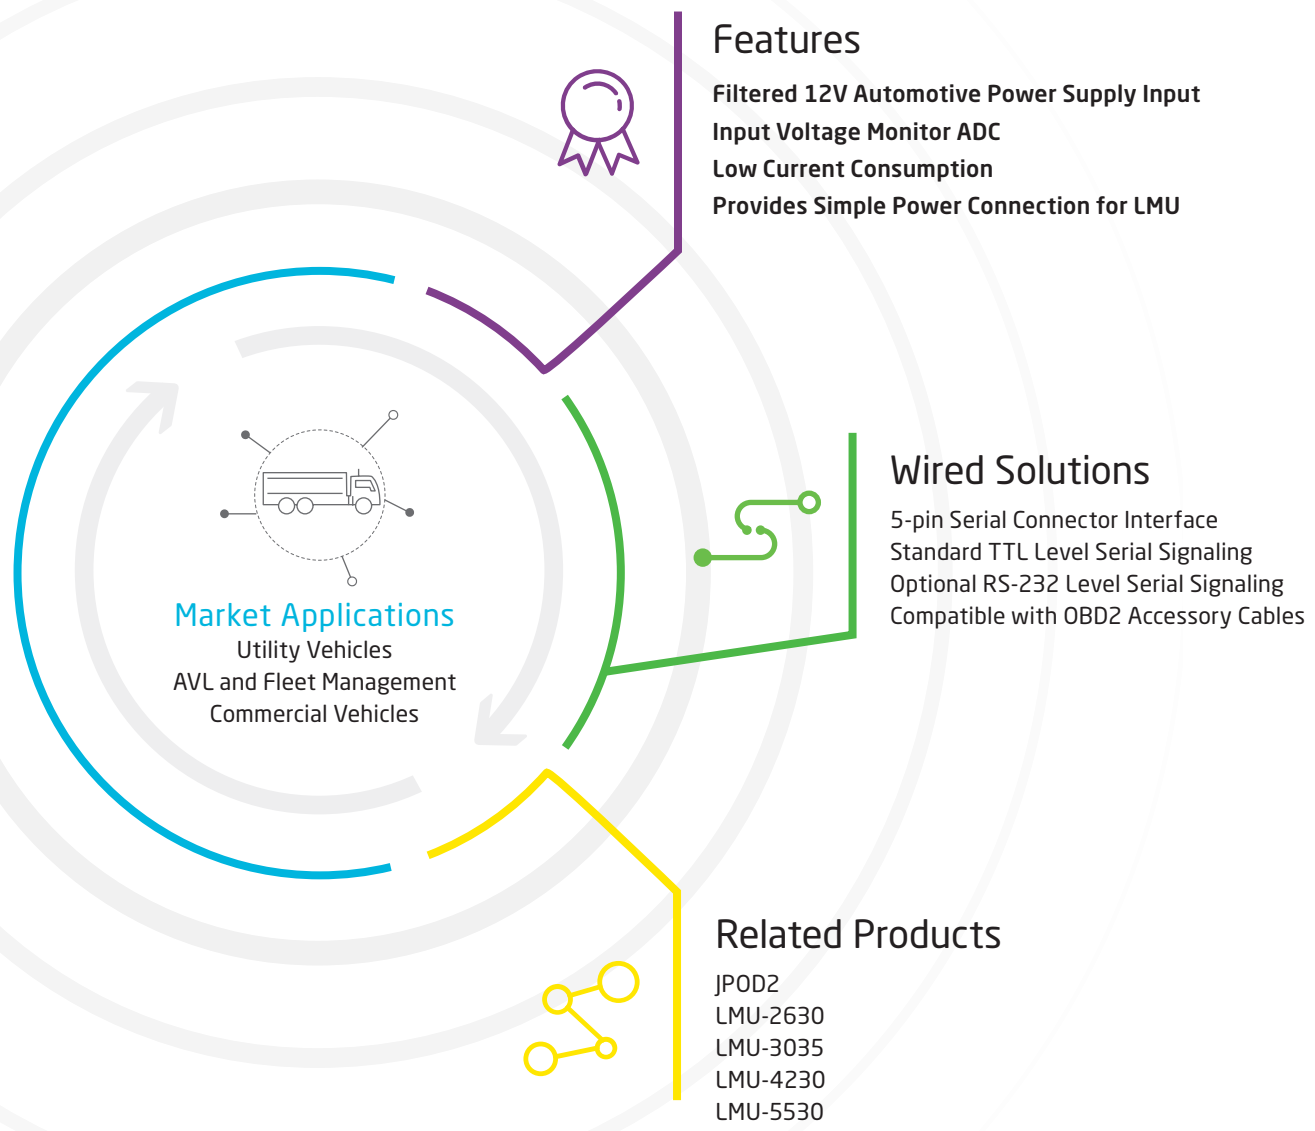 Features
Filtered 12V Automotive Power Supply Input
Input Voltage Monitor ADC
Low Current Consumption
Provides Simple Power Connection for LMU
Wired Solutions
5-pin Serial Connector Interface
Standard TTL Level Serial Signaling
Optional RS-232 Level Serial Signaling
Compatible with OBD2 Accessory Cables
Market Applications
Utility Vehicles
AVL and Fleet Management
Commercial Vehicles
Related Products
JPOD2
LMU-2630
LMU-3035
LMU-4230
LMU-5530